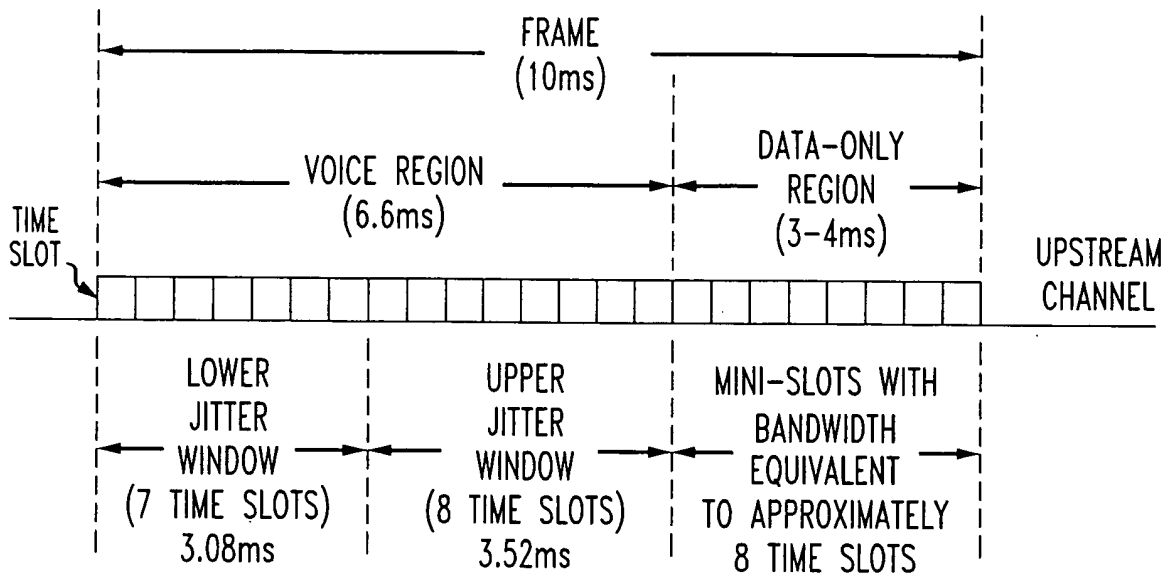 FRAME
(10ms)
VOICE REGION
(6.6ms)
DATA-ONLY
REGION
(3-4ms)
TIME
SLOT
UPSTREAM
CHANNEL
LOWER
JITTER
WINDOW
(7 TIME SLOTS)
3.08ms
UPPER
JITTER
WINDOW
(8 TIME SLOTS)
3.52ms
MINI-SLOTS WITH
BANDWIDTH
EQUIVALENT
TO APPROXIMATELY
8 TIME SLOTS